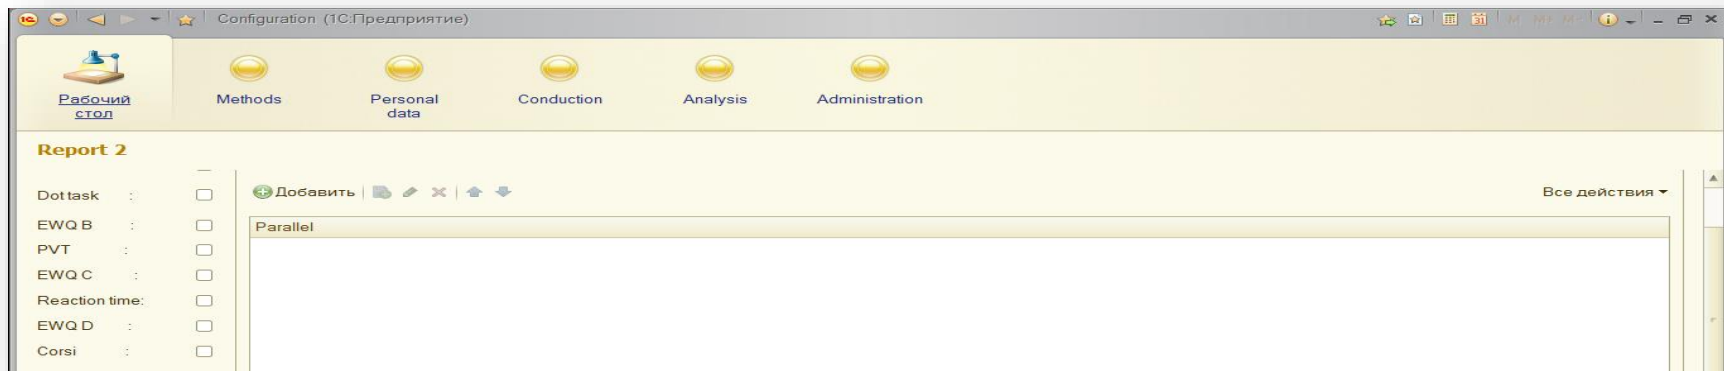 Configuration (1С:Предприятие)
31 M M+ M-
Рабочий
стол
Methods
Personal
data
Conduction
Analysis
Administration
Report 2
Dot task :
EWQ B :
PVT :
EWQ C :
Reaction time:
EWQ D :
Corsi :
Добавить
Все действия
Parallel